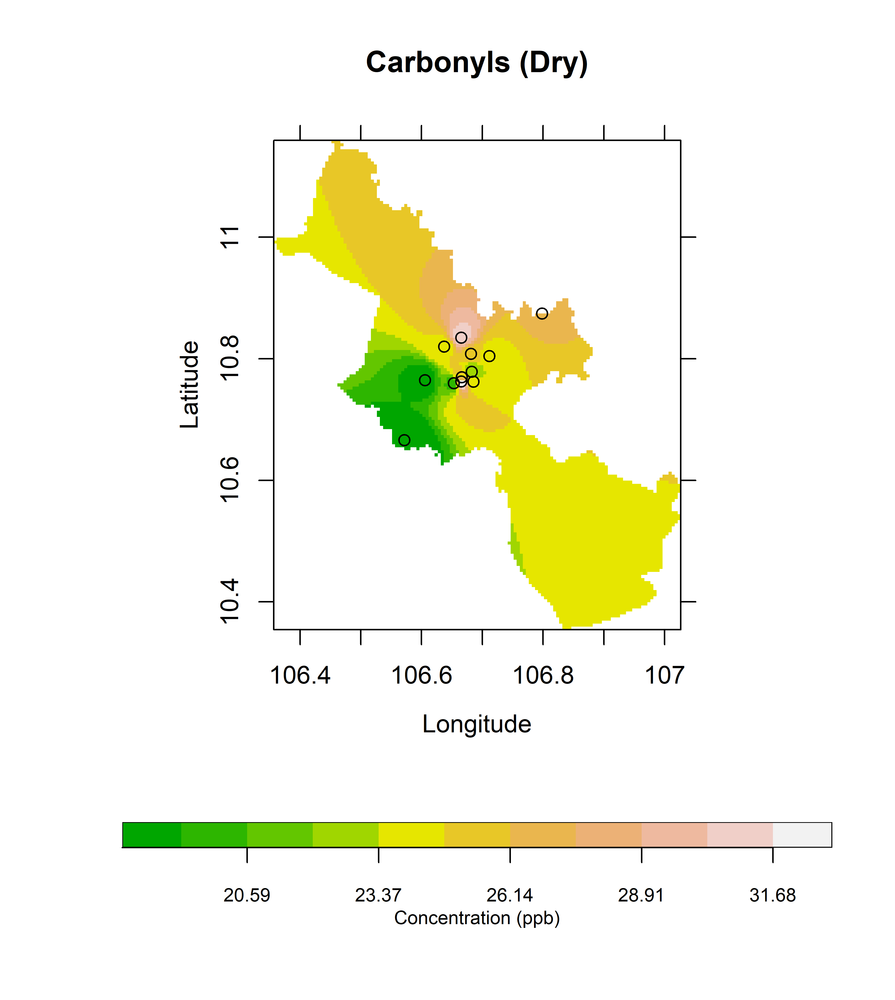 Carbonyls (Dry)
11
10.8
10.6
10.4
Latitude
106.4 106.6 106.8 107
Longitude
20.59 23.37 26.14 28.91 31.68
Concentration (ppb)